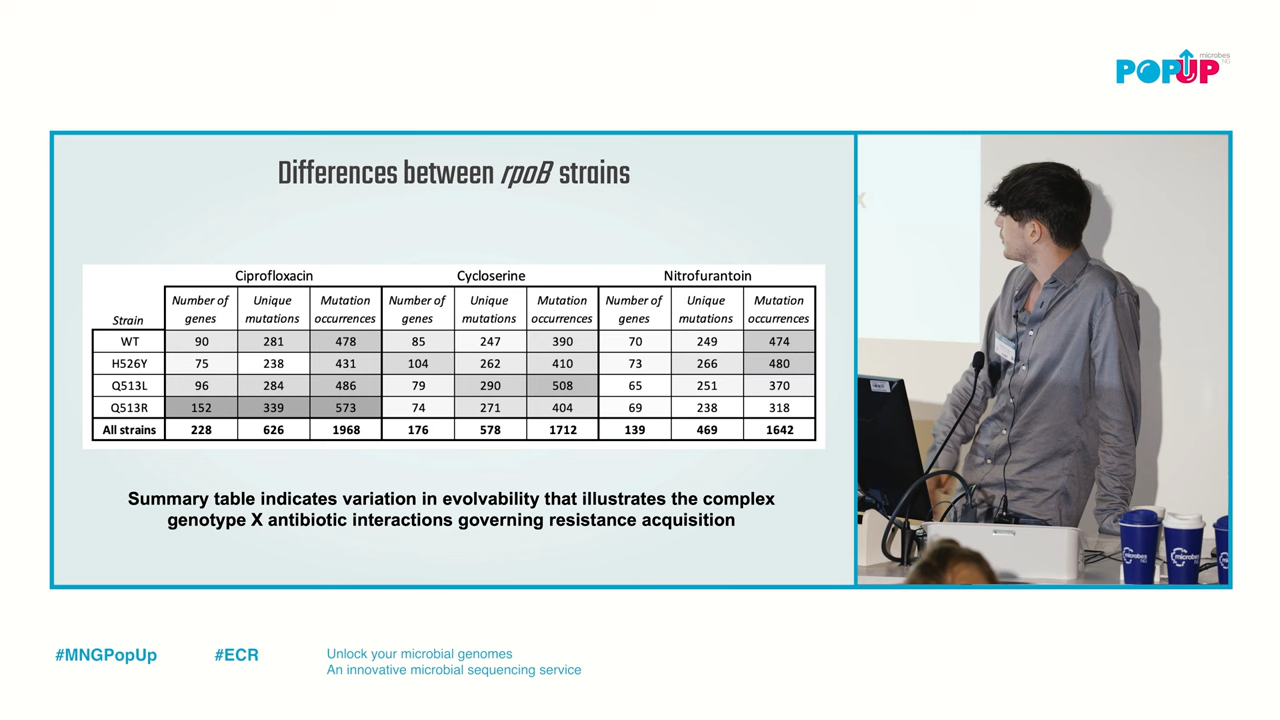 microbes
NG
POPUP
Differences between rpoB strains
Ciprofloxacin Cycloserine Nitrofurantoin
Strain Number of genes Unique mutations Mutation occurrences Number of genes Unique mutations Mutation occurrences Number of genes Unique mutations Mutation occurrences
WT 90 281 478 85 247 390 70 249 474
H526Y 75 238 431 104 262 410 73 266 480
Q513L 96 284 486 79 290 508 65 251 370
Q513R 152 339 573 74 271 404 69 238 318
All strains 228 626 1968 176 578 1712 139 469 1642
Summary table indicates variation in evolvability that illustrates the complex
genotype X antibiotic interactions governing resistance acquisition
microbes
NG
microbes
NG
#MNGPopUp #ECR
Unlock your microbial genomes
An innovative microbial sequencing service